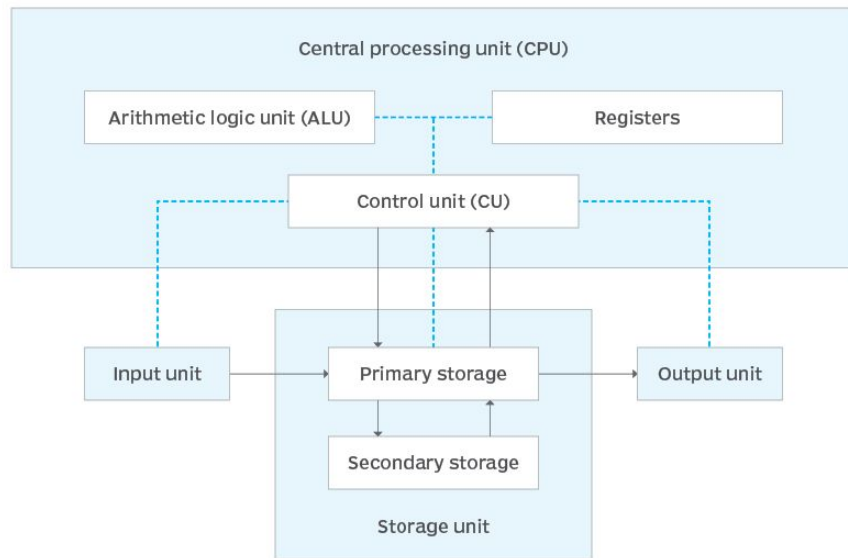 Central processing unit (CPU)
Arithmetic logic unit (ALU)
Registers
Control unit (CU)
Input unit
Primary storage
Output unit
Secondary storage
Storage unit